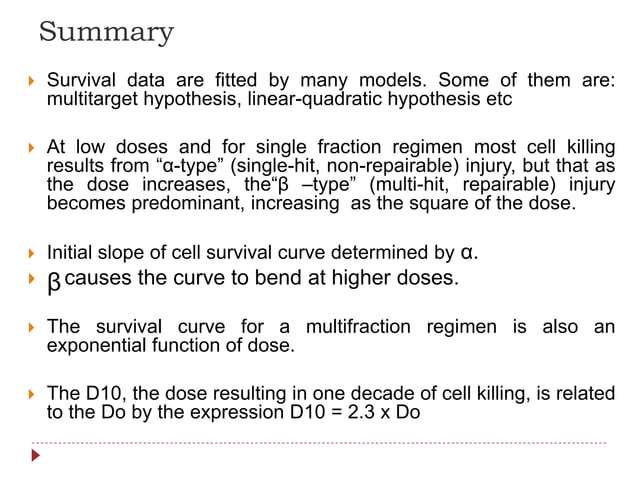 Summary
Survival data are fitted by many models. Some of them are:
multitarget hypothesis, linear-quadratic hypothesis etc
At low doses and for single fraction regimen most cell killing
results from “α-type” (single-hit, non-repairable) injury, but that as
the dose increases, the“β –type” (multi-hit, repairable) injury
becomes predominant, increasing as the square of the dose.
Initial slope of cell survival curve determined by α.
β causes the curve to bend at higher doses.
The survival curve for a multifraction regimen is also an
exponential function of dose.
The D10, the dose resulting in one decade of cell killing, is related
to the Do by the expression D10 = 2.3 x Do